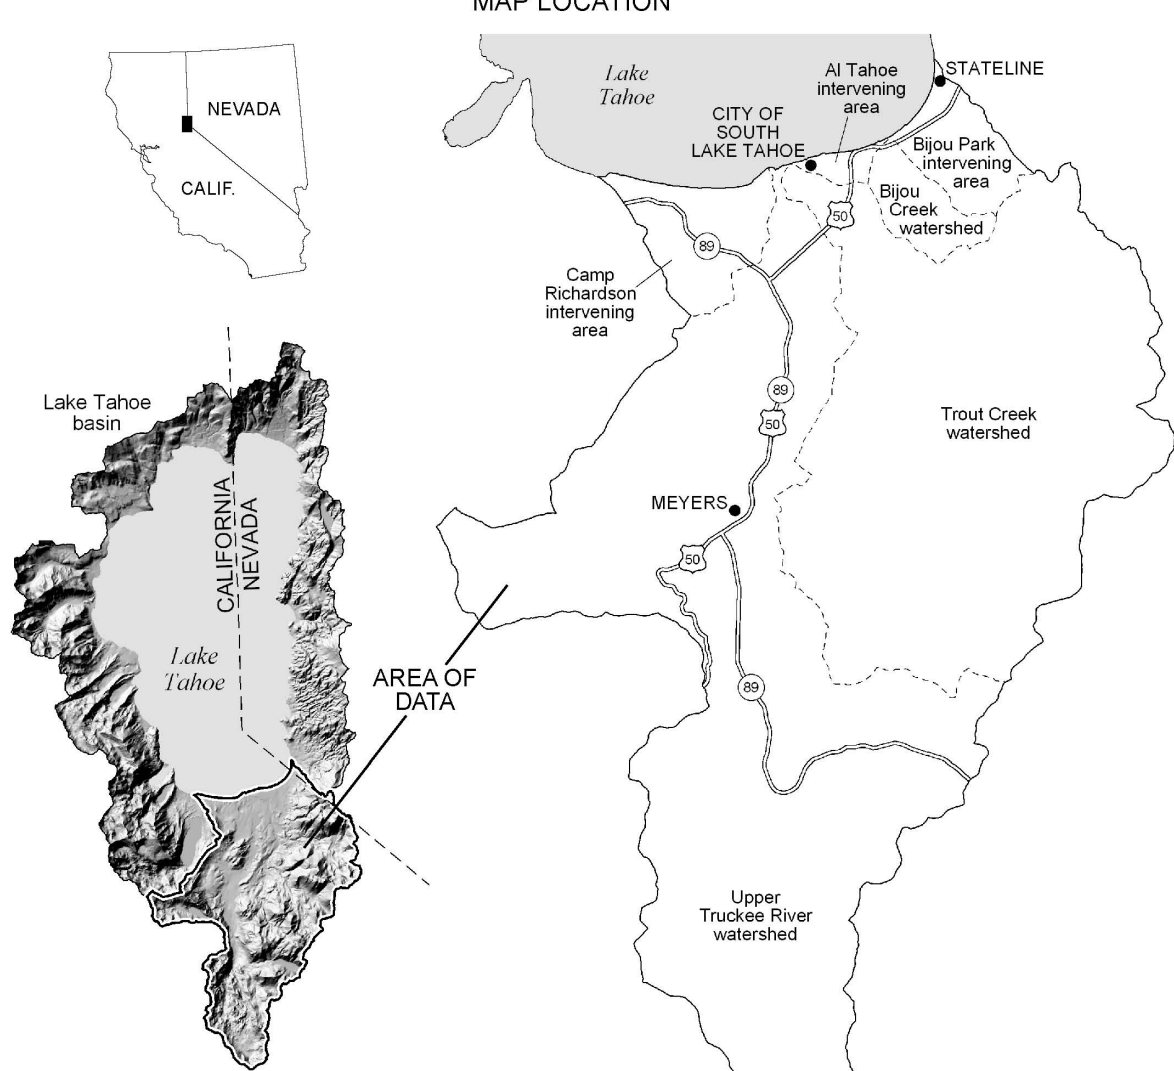 MAP LOCATION
NEVADA
CALIF.
Lake Tahoe
basin
CALIFORNIA
NEVADA
Lake
Tahoe
AREA OF
DATA
Lake
Tahoe
Al Tahoe
intervening
area
STATELINE
CITY OF
SOUTH
LAKE TAHOE
Bijou Park
intervening
area
Bijou
Creek
watershed
50
89
Camp
Richardson
intervening
area
89
50
Trout Creek
watershed
MEYERS
50
89
Upper
Truckee River
watershed